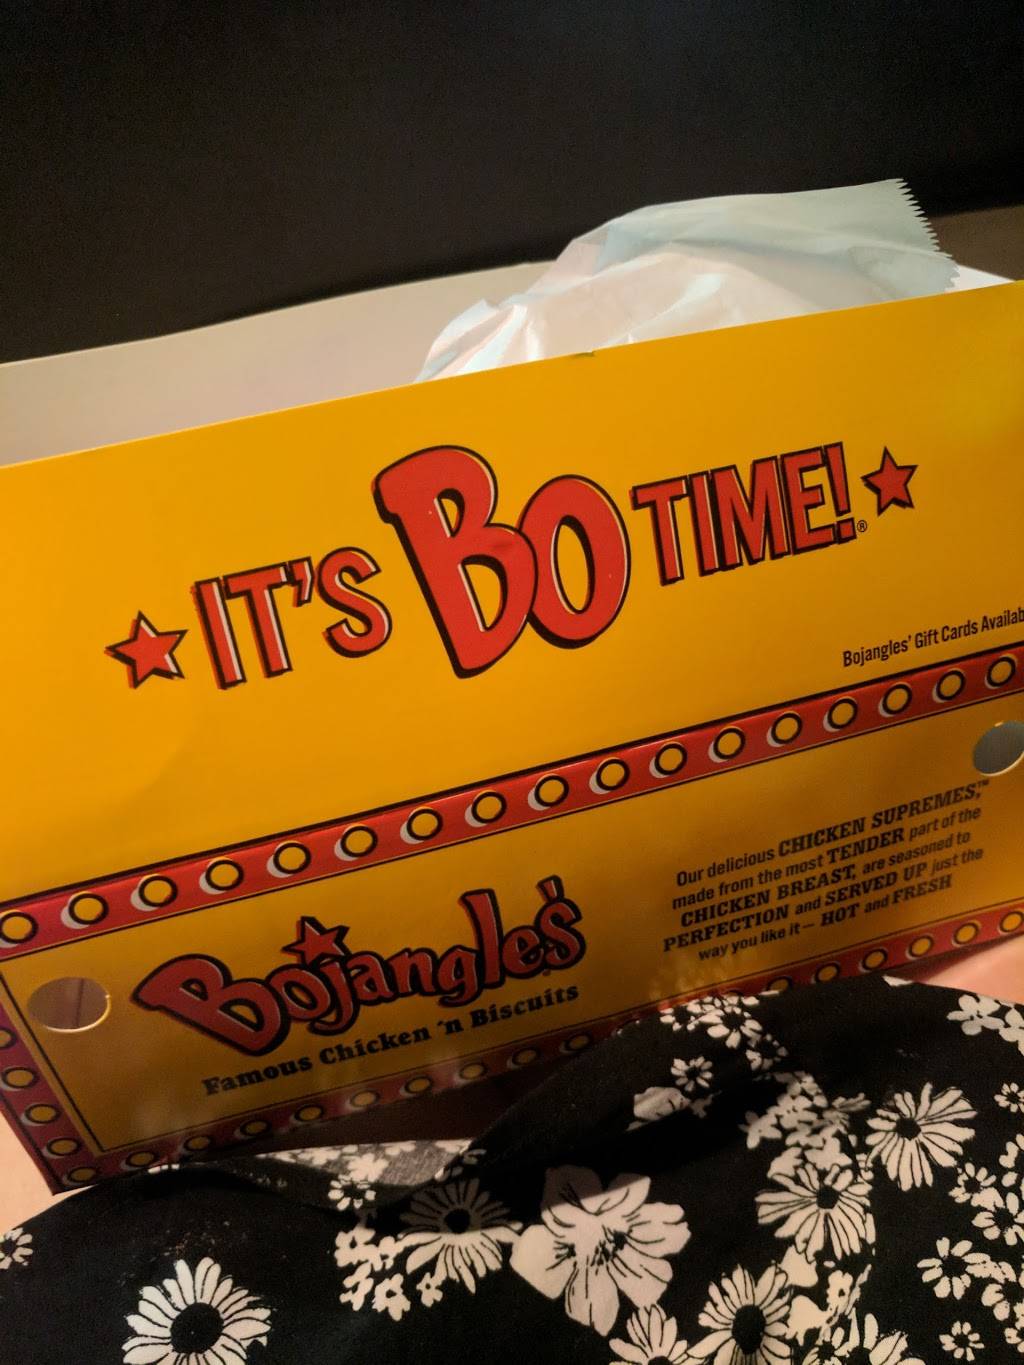 IT'S BO TIME!®
Bojangles' Gift Cards Availab
Our delicious CHICKEN SUPREMES,™
made from the most TENDER part of the
CHICKEN BREAST, are seasoned to
PERFECTION and SERVED UP just the
way you like it — HOT and FRESH
Bojangles'
Famous Chicken 'n Biscuits